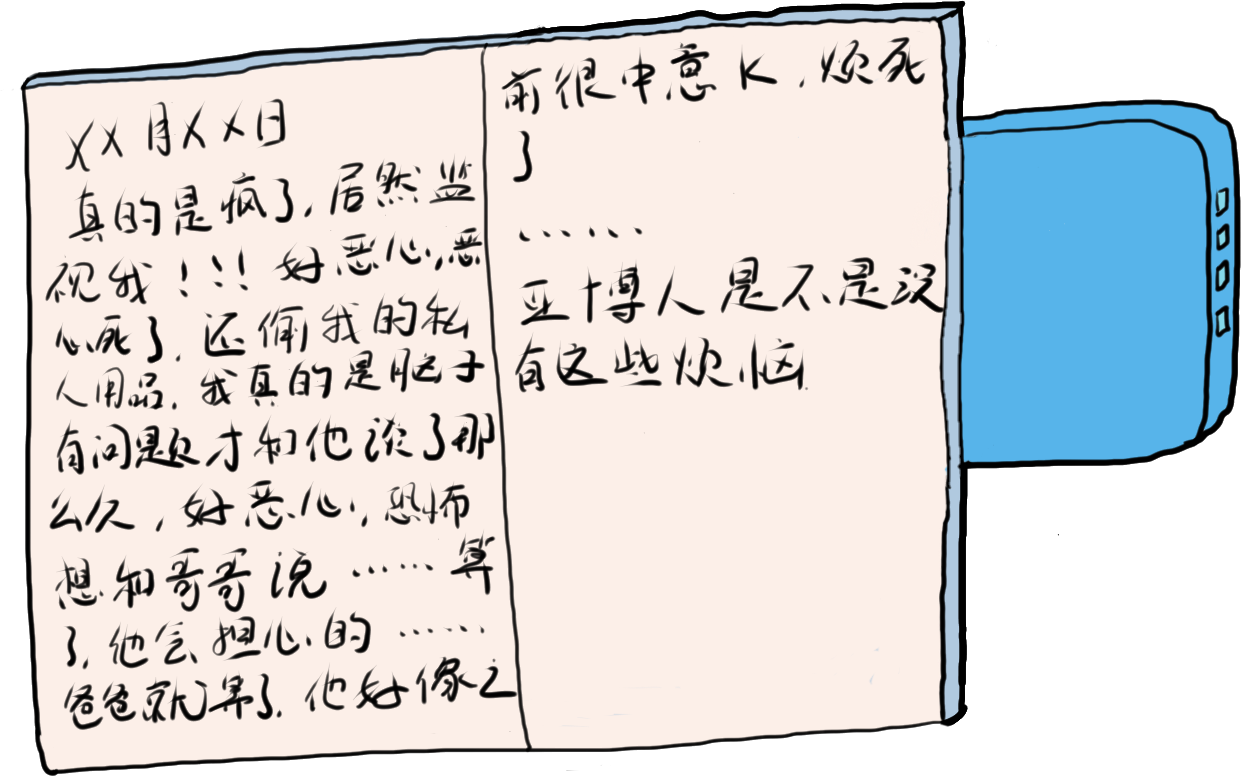 XX月XX日
真的是疯了，居然监
视我！！！好恶心，恶
心死了，还偷我的私
人用品，我真的是脑子
有问题才和他谈了那
么久，好恶心，恐怖
想和哥哥说……算
了，他会担心的……
爸爸就算了，他好像之
前很中意K，烦死
了
……
亚博人是不是没
有这些烦恼